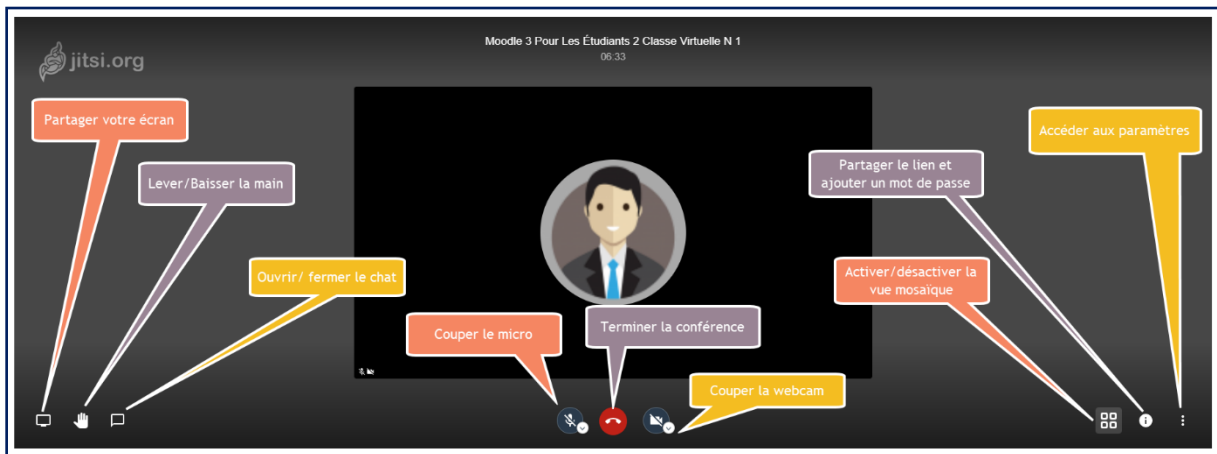 jitsi.org
Moodle 3 Pour Les Étudiants 2 Classe Virtuelle N 1
06:33
Partager votre écran
Lever/Baisser la main
Ouvrir/ fermer le chat
Couper le micro
Terminer la conférence
Couper la webcam
Partager le lien et
ajouter un mot de passe
Activer/désactiver la
vue mosaïque
Accéder aux paramètres